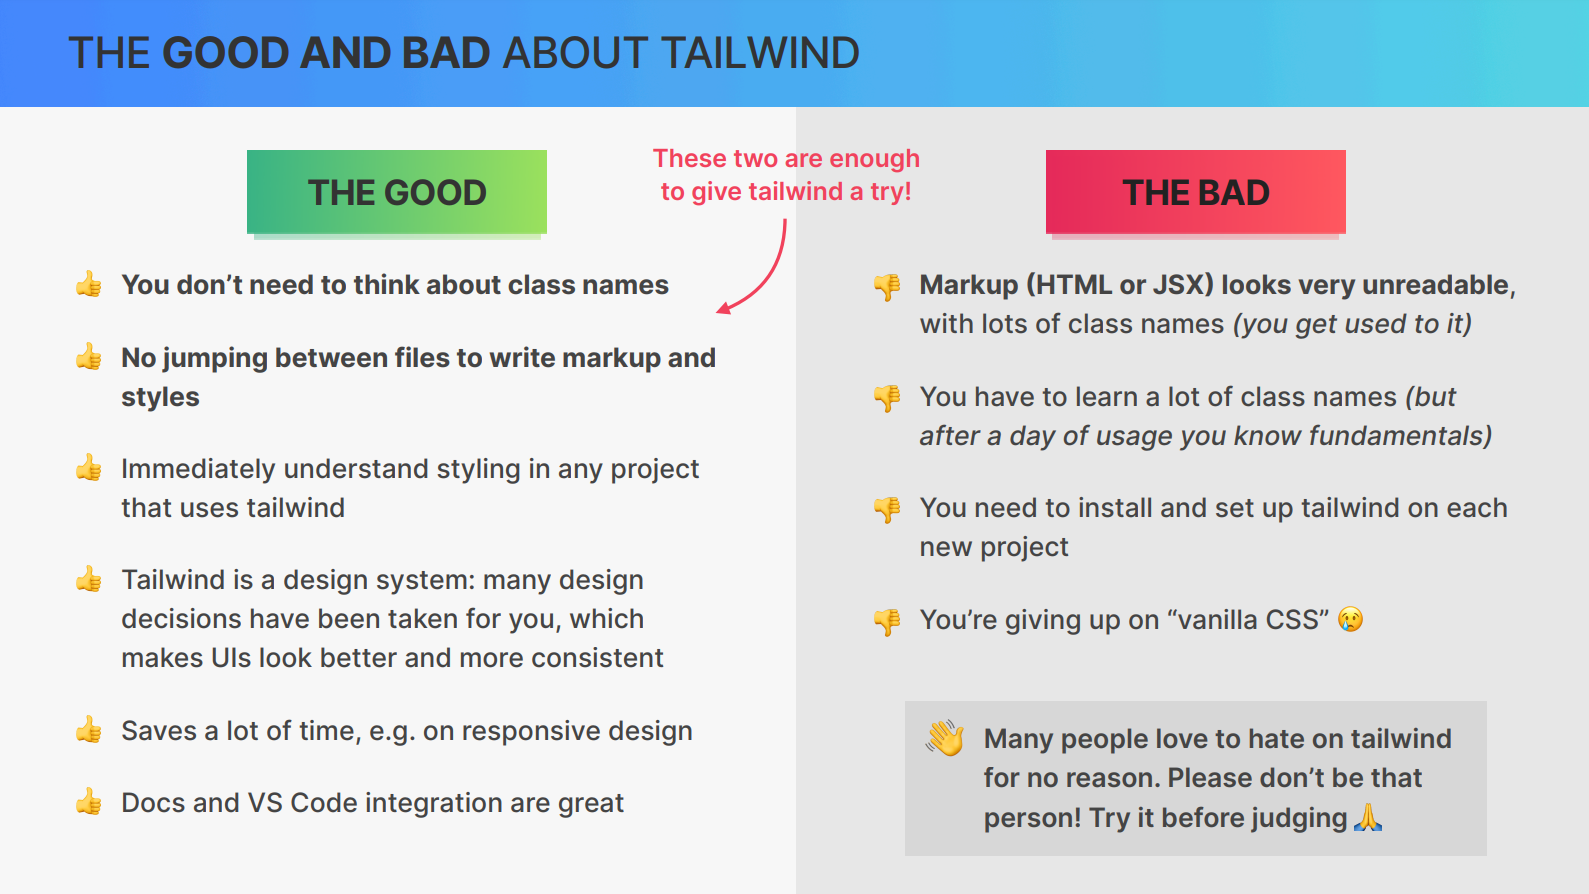 THE GOOD AND BAD ABOUT TAILWIND
THE GOOD
These two are enough
to give tailwind a try!
👍 You don’t need to think about class names
👍 No jumping between files to write markup and
styles
👍 Immediately understand styling in any project
that uses tailwind
👍 Tailwind is a design system: many design
decisions have been taken for you, which
makes UIs look better and more consistent
👍 Saves a lot of time, e.g. on responsive design
👍 Docs and VS Code integration are great
THE BAD
👎 Markup (HTML or JSX) looks very unreadable,
with lots of class names (you get used to it)
👎 You have to learn a lot of class names (but
after a day of usage you know fundamentals)
👎 You need to install and set up tailwind on each
new project
👎 You’re giving up on “vanilla CSS” 😢
👋 Many people love to hate on tailwind
for no reason. Please don’t be that
person! Try it before judging 🙏